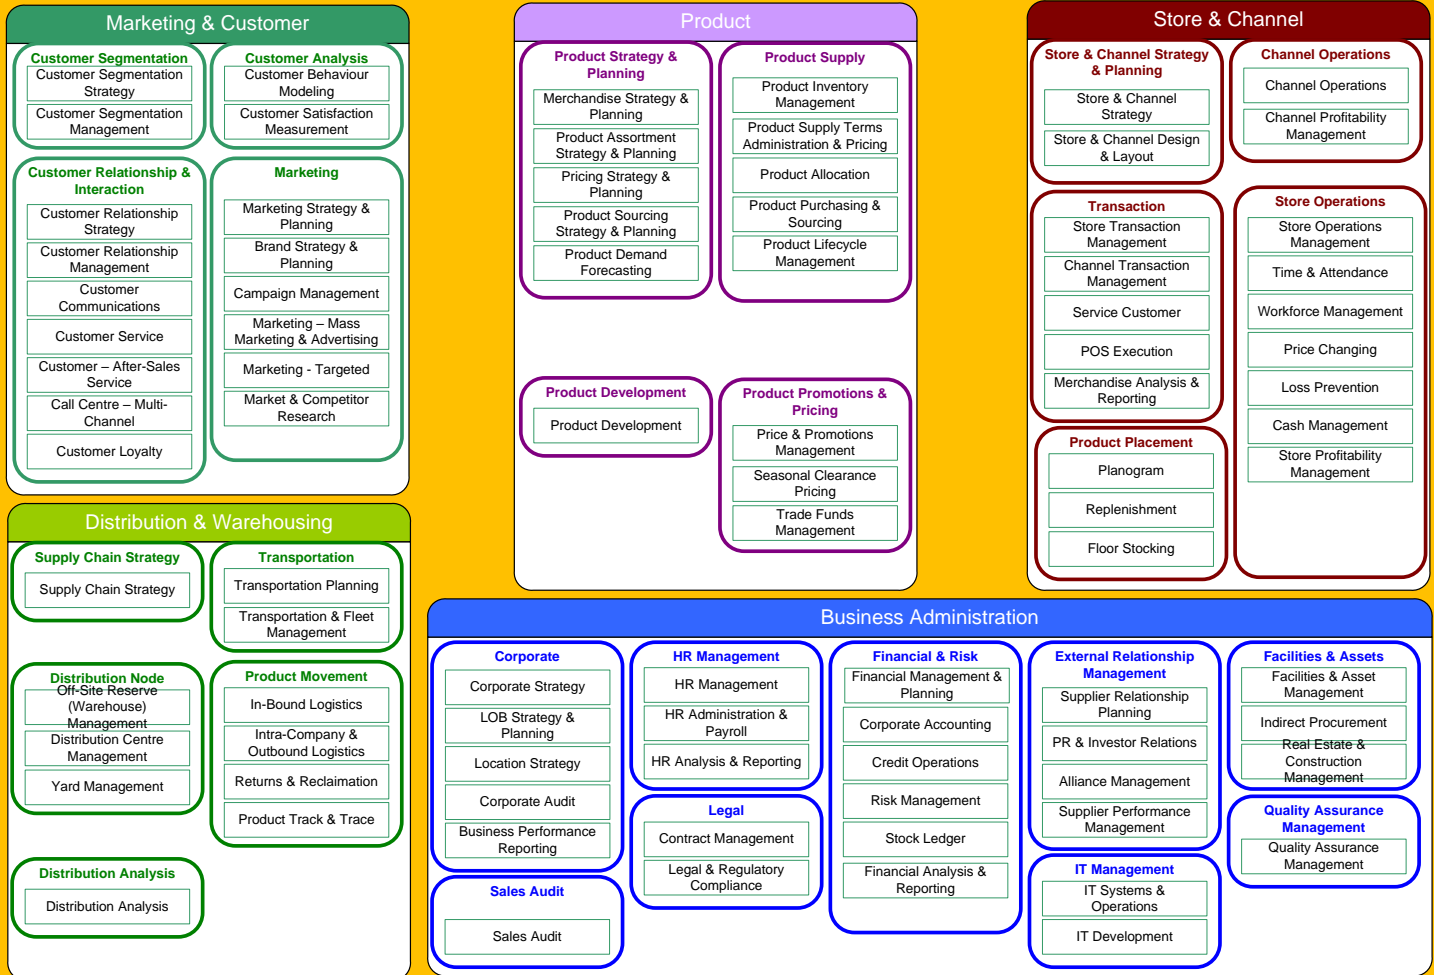 Marketing & Customer
Customer Segmentation
Customer Segmentation
Strategy
Customer Segmentation
Management
Customer Analysis
Customer Behaviour
Modeling
Customer Satisfaction
Measurement
Customer Relationship &
Interaction
Customer Relationship
Strategy
Customer Relationship
Management
Customer
Communications
Customer Service
Customer – After-Sales
Service
Call Centre – Multi-
Channel
Customer Loyalty
Marketing
Marketing Strategy &
Planning
Brand Strategy &
Planning
Campaign Management
Marketing – Mass
Marketing & Advertising
Marketing - Targeted
Market & Competitor
Research
Product
Product Strategy &
Planning
Merchandise Strategy &
Planning
Product Assortment
Strategy & Planning
Pricing Strategy &
Planning
Product Sourcing
Strategy & Planning
Product Demand
Forecasting
Product Supply
Product Inventory
Management
Product Supply Terms
Administration & Pricing
Product Allocation
Product Purchasing &
Sourcing
Product Lifecycle
Management
Product Development
Product Development
Product Promotions &
Pricing
Price & Promotions
Management
Seasonal Clearance
Pricing
Trade Funds
Management
Store & Channel
Store & Channel Strategy
& Planning
Store & Channel
Strategy
Store & Channel Design
& Layout
Channel Operations
Channel Operations
Channel Profitability
Management
Transaction
Store Transaction
Management
Channel Transaction
Management
Service Customer
POS Execution
Merchandise Analysis &
Reporting
Store Operations
Store Operations
Management
Time & Attendance
Workforce Management
Price Changing
Loss Prevention
Cash Management
Store Profitability
Management
Product Placement
Planogram
Replenishment
Floor Stocking
Distribution & Warehousing
Supply Chain Strategy
Supply Chain Strategy
Transportation
Transportation Planning
Transportation & Fleet
Management
Distribution Node
Off-Site Reserve
(Warehouse)
Management
Distribution Centre
Management
Yard Management
Product Movement
In-Bound Logistics
Intra-Company &
Outbound Logistics
Returns & Reclaimation
Product Track & Trace
Distribution Analysis
Distribution Analysis
Business Administration
Corporate
Corporate Strategy
LOB Strategy &
Planning
Location Strategy
Corporate Audit
Business Performance
Reporting
Sales Audit
Sales Audit
HR Management
HR Management
HR Administration &
Payroll
HR Analysis & Reporting
Legal
Contract Management
Legal & Regulatory
Compliance
Financial & Risk
Financial Management &
Planning
Corporate Accounting
Credit Operations
Risk Management
Stock Ledger
Financial Analysis &
Reporting
External Relationship
Management
Supplier Relationship
Planning
PR & Investor Relations
Alliance Management
Supplier Performance
Management
IT Management
IT Systems &
Operations
IT Development
Facilities & Assets
Facilities & Asset
Management
Indirect Procurement
Real Estate &
Construction
Management
Quality Assurance
Management
Quality Assurance
Management